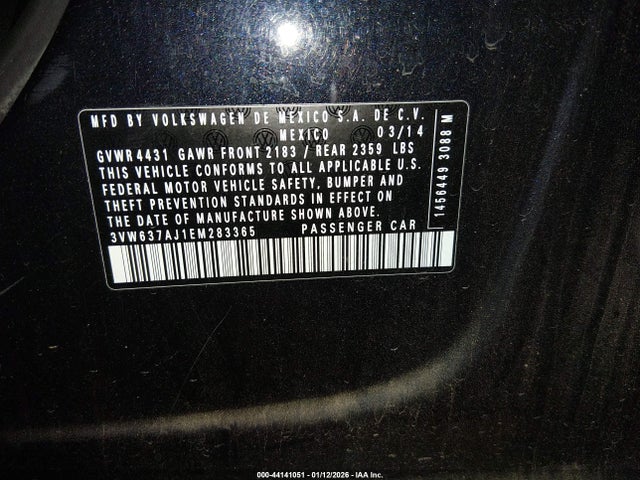 MFD BY VOLKSWAGEN DE MEXICO S.A. DE C.V.
MEXICO 03/14
GVWR 4431 GAWR FRONT 2183 / REAR 2359 LBS
THIS VEHICLE CONFORMS TO ALL APPLICABLE U.S.
FEDERAL MOTOR VEHICLE SAFETY, BUMPER AND
THEFT PREVENTION STANDARDS IN EFFECT ON
THE DATE OF MANUFACTURE SHOWN ABOVE.
3VW637AJ1EM283365 PASSENGER CAR
1456449 3088 M
000-44141051 - 01/12/2026 - IAA Inc.